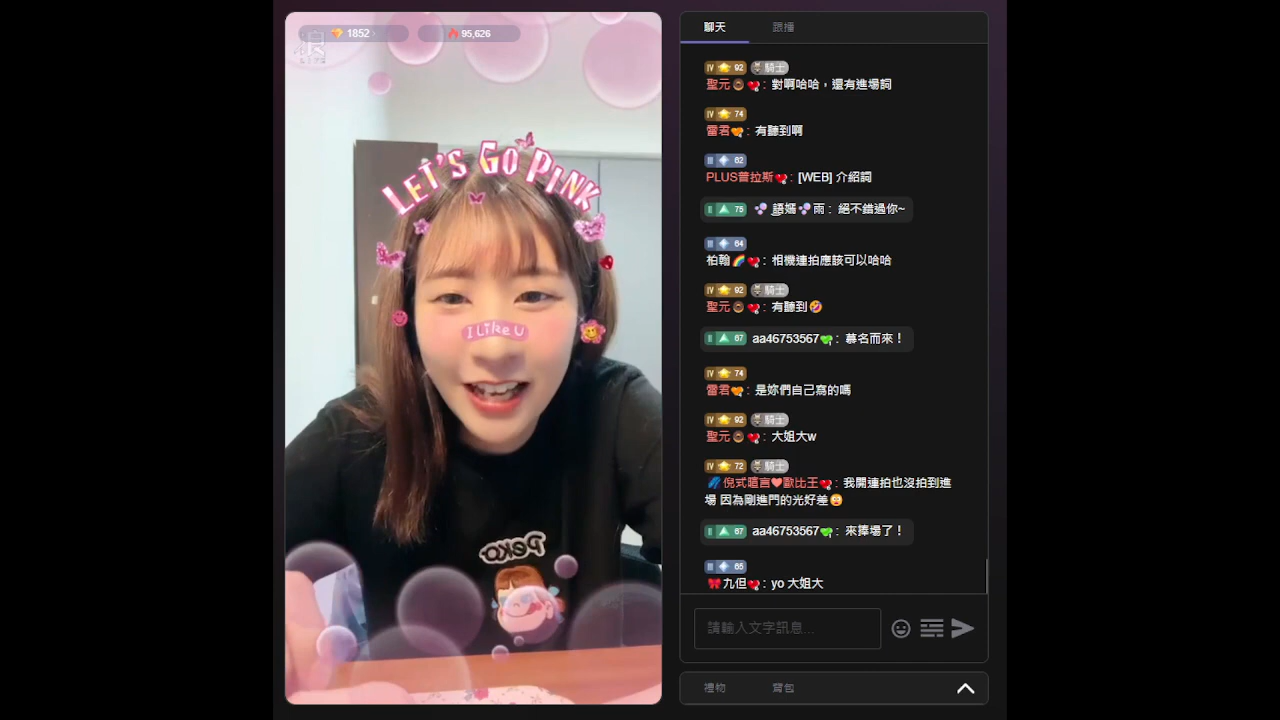 浪
LIVE
1852
95,626
LET'S GO PINK
I Like U
Peko
聊天
跟播
IV 92 騎士
聖元: 對啊哈哈，還有進場詞
IV 74
雷君: 有聽到啊
III 62
PLUS普拉斯: [WEB] 介紹詞
II 75 語嫣雨: 絕不錯過你~
III 64
柏翰: 相機連拍應該可以哈哈
IV 92 騎士
聖元: 有聽到
II 67 aa46753567: 慕名而來！
IV 74
雷君: 是妳們自己寫的嗎
IV 92 騎士
聖元: 大姐大w
IV 72 騎士
倪式謠言歐比王: 我開連拍也沒拍到進
場 因為剛進門的光好差
II 67 aa46753567: 來捧場了！
III 65
九但: yo 大姐大
請輸入文字訊息...
禮物
背包